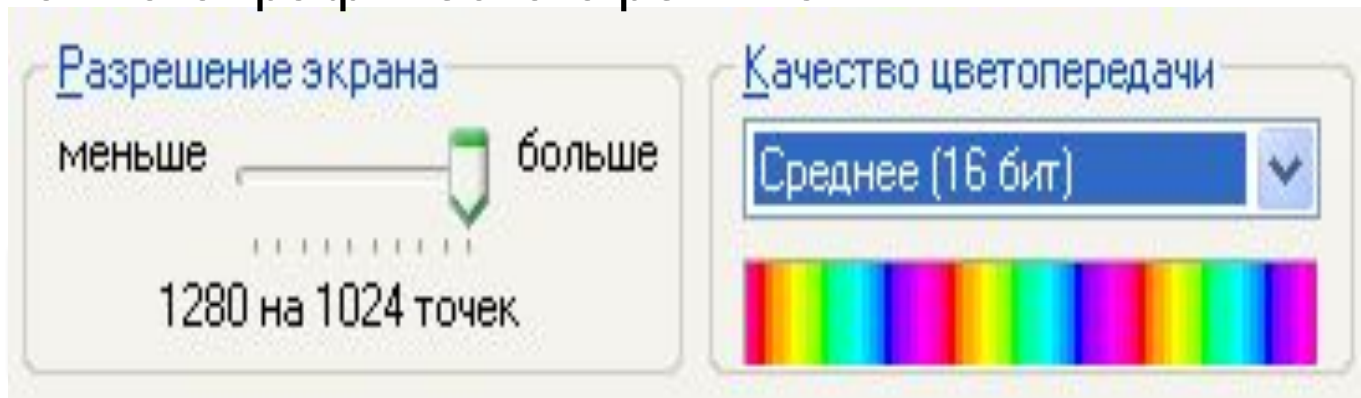 Разрешение экрана
меньше больше
1280 на 1024 точек
Качество цветопередачи
Среднее (16 бит)